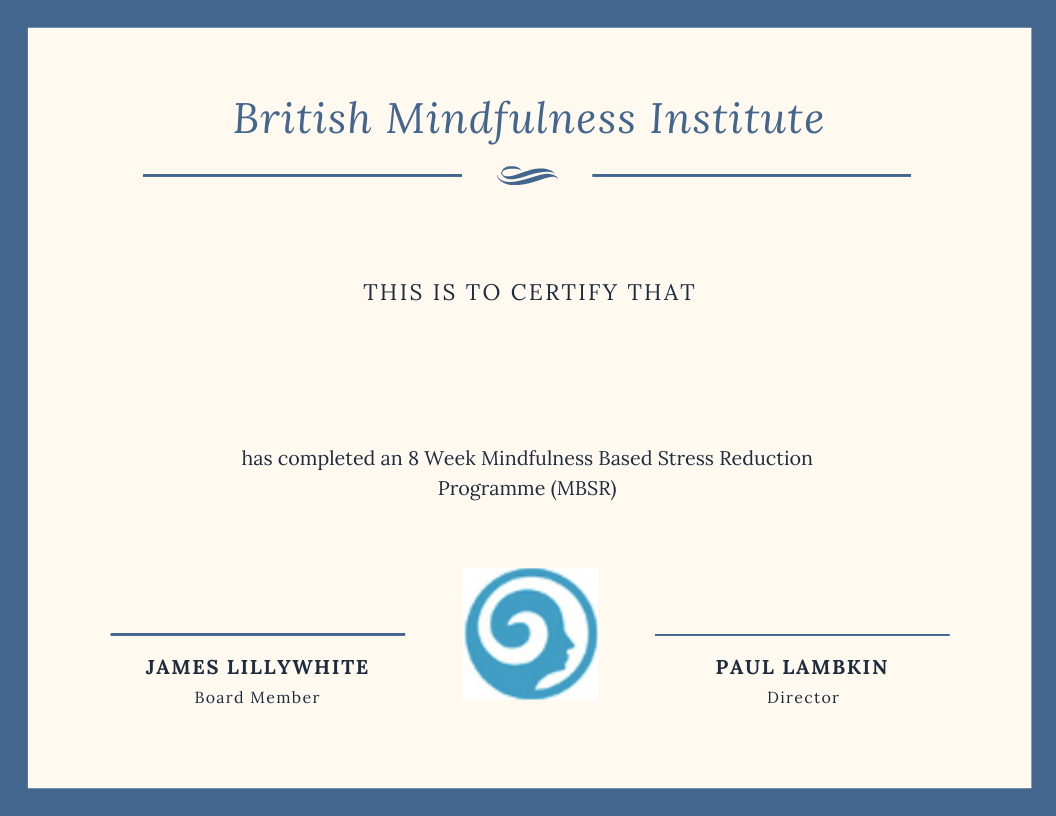 British Mindfulness Institute
THIS IS TO CERTIFY THAT
has completed an 8 Week Mindfulness Based Stress Reduction
Programme (MBSR)
JAMES LILLYWHITE
Board Member
PAUL LAMBKIN
Director